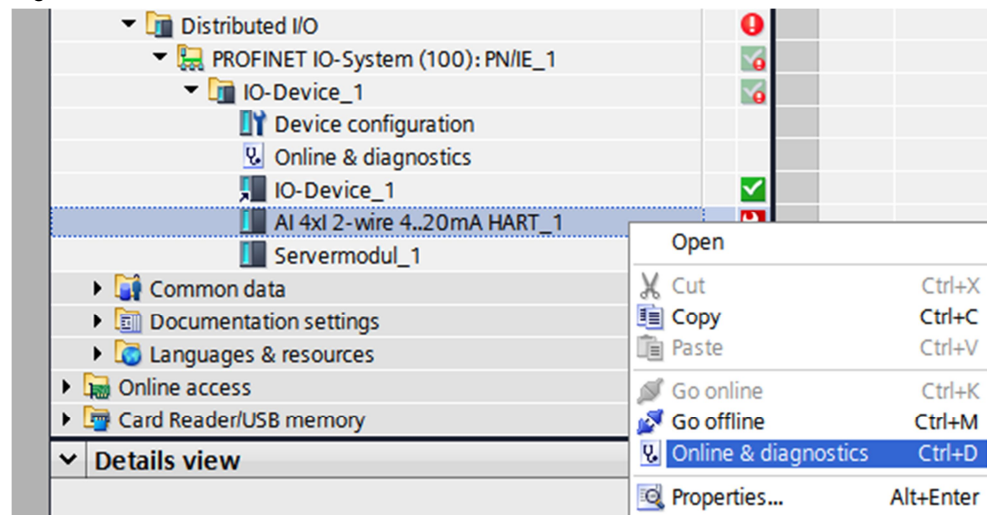 Distributed I/O
PROFINET IO-System (100): PN/IE_1
IO-Device_1
Device configuration
Online & diagnostics
IO-Device_1
AI 4xI 2-wire 4..20mA HART_1
Servermodul_1
Common data
Documentation settings
Languages & resources
Online access
Card Reader/USB memory
Details view
Open
Cut Ctrl+X
Copy Ctrl+C
Paste Ctrl+V
Go online Ctrl+K
Go offline Ctrl+M
Online & diagnostics Ctrl+D
Properties... Alt+Enter